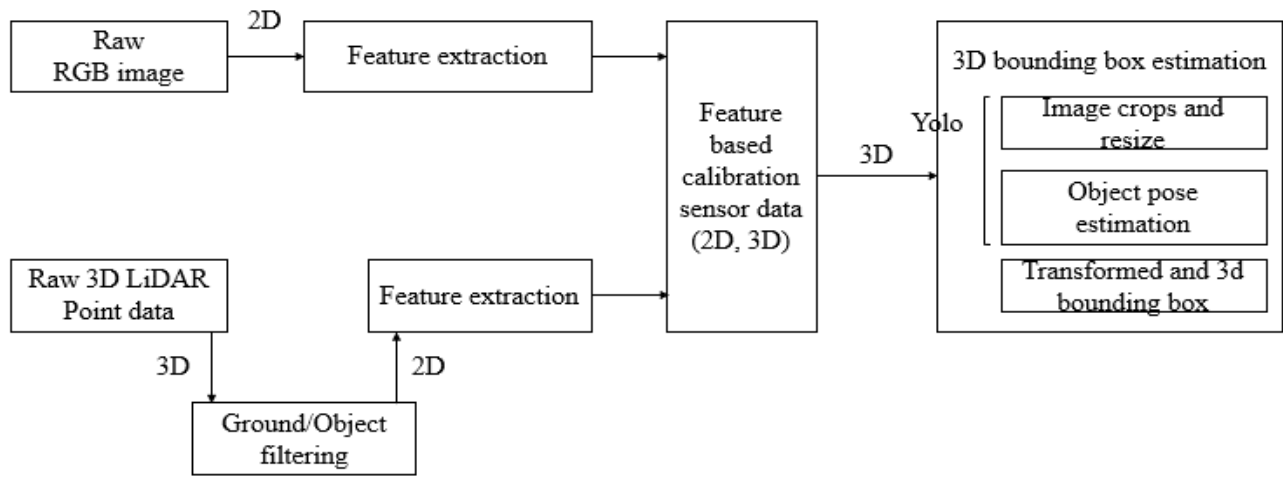 2D
Raw
RGB image
Feature extraction
Feature
based
calibration
sensor data
(2D, 3D)
3D
3D bounding box estimation
Yolo
Image crops and
resize
Object pose
estimation
Transformed and 3d
bounding box
Raw 3D LiDAR
Point data
3D
Ground/Object
filtering
2D
Feature extraction